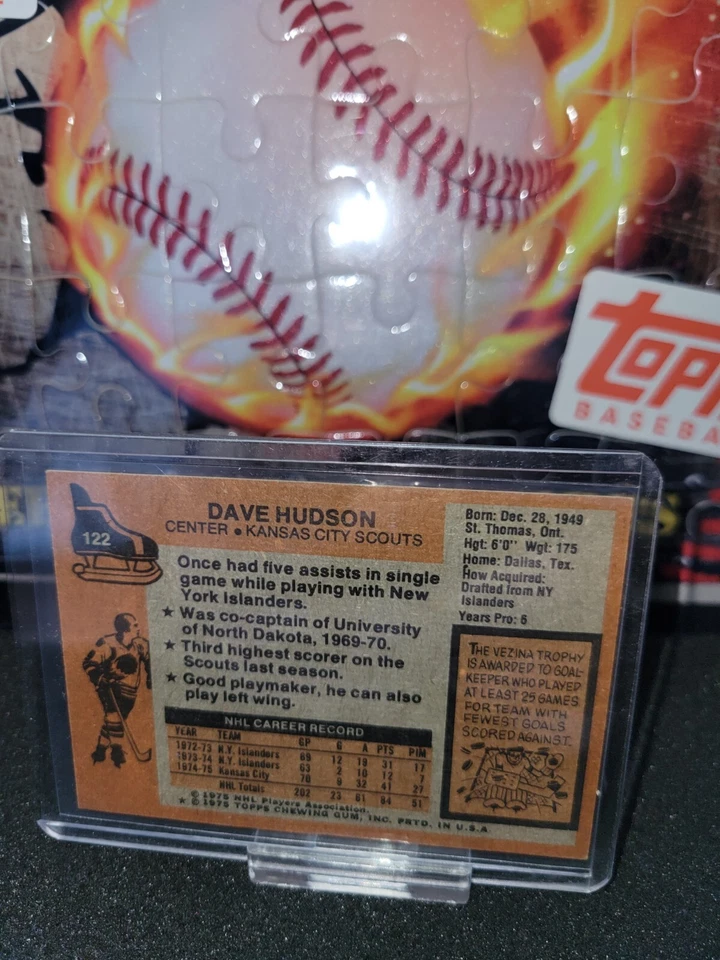 TOPP
BASEBA
122
DAVE HUDSON
CENTER • KANSAS CITY SCOUTS
Once had five assists in single
game while playing with New
York Islanders.
★ Was co-captain of University
of North Dakota, 1969-70.
★ Third highest scorer on the
Scouts last season.
★ Good playmaker, he can also
play left wing.
Born: Dec. 28, 1949
St. Thomas, Ont.
Hgt: 6'0" Wgt: 175
Home: Dallas, Tex.
How Acquired:
Drafted from NY
Islanders
Years Pro: 6
THE VEZINA TROPHY
IS AWARDED TO GOAL-
KEEPER WHO PLAYED
AT LEAST 25 GAMES
FOR TEAM WITH
FEWEST GOALS
SCORED AGAINST.
NHL CAREER RECORD
YEAR TEAM GP G A PTS PIM
1972-73 N.Y. Islanders 69 12 19 31 17
1973-74 N.Y. Islanders 63 2 10 12 7
1974-75 Kansas City 70 9 32 41 27
NHL Totals 202 23 61 84 51
© 1975 NHL Players Association.
★ © 1975 TOPPS CHEWING GUM, INC. PRTD. IN U.S.A